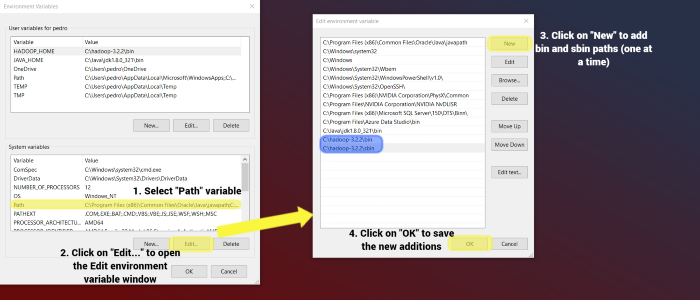 Environment Variables
User variables for pedro
Variable Value
HADOOP_HOME C:\hadoop-3.2.2\bin
JAVA_HOME C:\Java\jdk1.8.0_321\bin
OneDrive C:\Users\pedro\OneDrive
Path C:\Users\pedro\AppData\Local\Microsoft\WindowsApps;C:\...
TEMP C:\Users\pedro\AppData\Local\Temp
TMP C:\Users\pedro\AppData\Local\Temp
New... Edit... Delete
System variables
Variable Value
ComSpec C:\Windows\system32\cmd.exe
DriverData C:\Windows\System32\Drivers\DriverData
NUMBER_OF_PROCESSORS 12
OS Windows_NT
1. Select "Path" variable
Path C:\Program Files (x86)\Common Files\Oracle\Java\javapath;C...
PATHEXT .COM;.EXE;.BAT;.CMD;.VBS;.VBE;.JS;.JSE;.WSF;.WSH;.MSC
PROCESSOR_ARCHITECTU... AMD64
New... Edit... Delete
2. Click on "Edit..." to open
the Edit environment
variable window
OK Cancel
Edit environment variable
C:\Program Files (x86)\Common Files\Oracle\Java\javapath
C:\Windows\system32
C:\Windows
C:\Windows\System32\Wbem
C:\Windows\System32\WindowsPowerShell\v1.0\
C:\Windows\System32\OpenSSH\
C:\Program Files (x86)\NVIDIA Corporation\PhysX\Common
C:\Program Files\NVIDIA Corporation\NVIDIA NvDLISR
C:\Program Files (x86)\Microsoft SQL Server\150\DTS\Binn\
C:\Program Files\Azure Data Studio\bin
C:\Java\jdk1.8.0_321\bin
C:\hadoop-3.2.2\bin
C:\hadoop-3.2.2\sbin
New
Edit
Browse...
Delete
Move Up
Move Down
Edit text...
4. Click on "OK" to save
the new additions
OK Cancel
3. Click on "New" to add
bin and sbin paths (one at
a time)